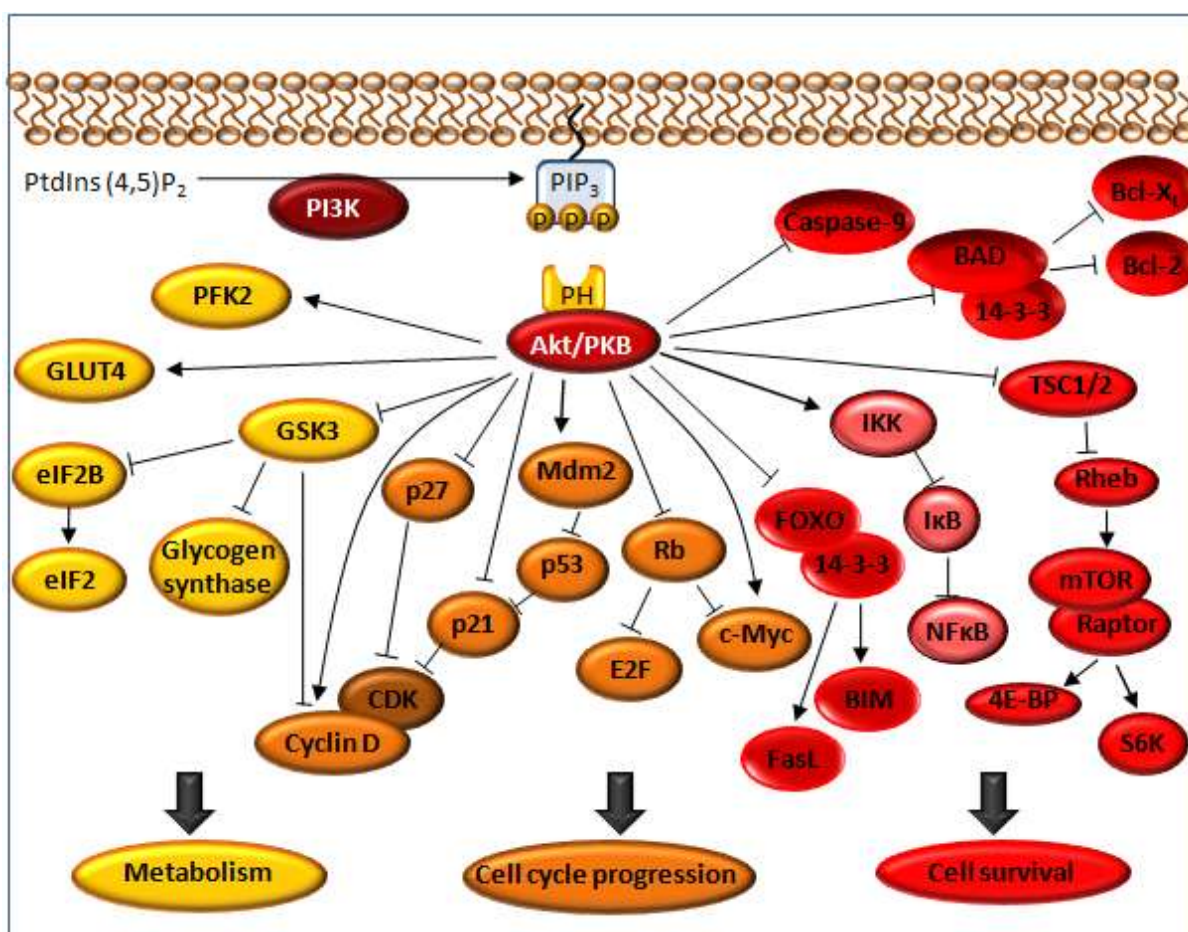 PtdIns (4,5)P₂
PI3K
PIP₃
P P P
Caspase-9
Bcl-XL
BAD
Bcl-2
14-3-3
PFK2
PH
Akt/PKB
GLUT4
TSC1/2
GSK3
IKK
eIF2B
p27
Mdm2
Rheb
FOXO
IκB
Glycogen
synthase
eIF2
p53
Rb
14-3-3
mTOR
p21
c-Myc
NFκB
Raptor
E2F
CDK
BIM
4E-BP
Cyclin D
FasL
S6K
Metabolism
Cell cycle progression
Cell survival